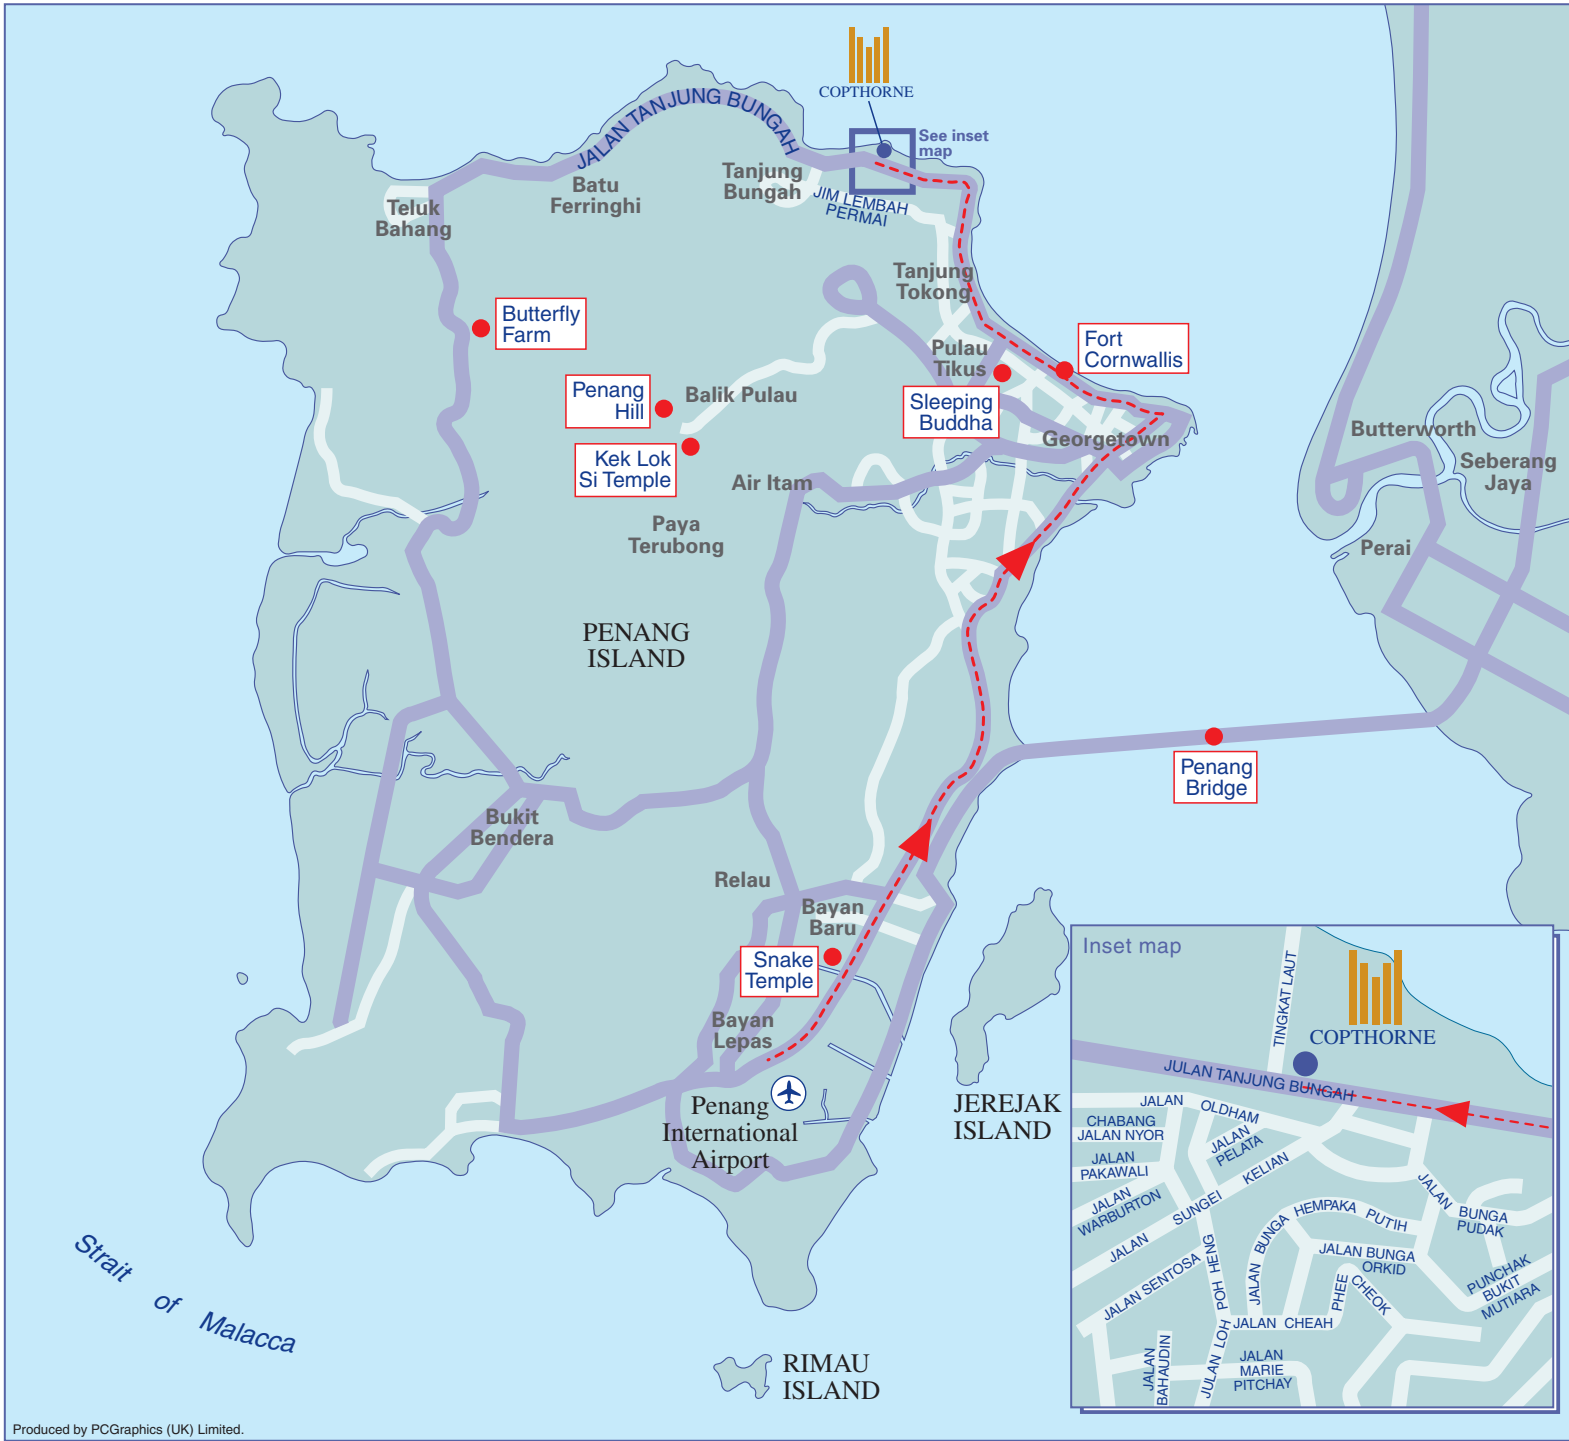 COPTHORNE
See inset
map
JALAN TANJUNG BUNGAH
Tanjung
Bungah
JIM LEMBAH
PERMAI
Batu
Ferringhi
Teluk
Bahang
Tanjung
Tokong
Butterfly
Farm
Fort
Cornwallis
Pulau
Tikus
Penang
Hill
Balik Pulau
Sleeping
Buddha
Georgetown
Butterworth
Seberang
Jaya
Kek Lok
Si Temple
Air Itam
Paya
Terubong
Perai
PENANG
ISLAND
Penang
Bridge
Bukit
Bendera
Relau
Bayan
Baru
Snake
Temple
Bayan
Lepas
Penang
International
Airport
JEREJAK
ISLAND
Strait of Malacca
RIMAU
ISLAND
Produced by PCGraphics (UK) Limited.
Inset map
TINGKAT LAUT
COPTHORNE
JULAN TANJUNG BUNGAH
JALAN OLDHAM
CHABANG
JALAN NYOR
JALAN
PELATA
JALAN
PAKAWALI
JALAN
WARBURTON
JALAN SUNGEI KELIAN
JALAN SENTOSA
JULAN LOH POH HENG
JALAN BUNGA HEMPAKA PUTIH
JALAN BUNGA
ORKID
JALAN BUNGA
PUDAK
PUNCHAK
BUKIT
MUTIARA
JALAN CHEAH PHEE CHEOK
JALAN
BAHAUDIN
JALAN
MARIE
PITCHAY